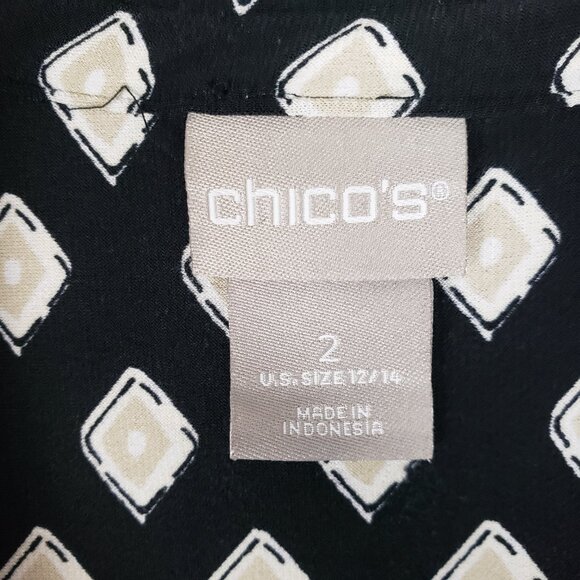 chico's®
2
U.S. SIZE 12/14
MADE IN
INDONESIA